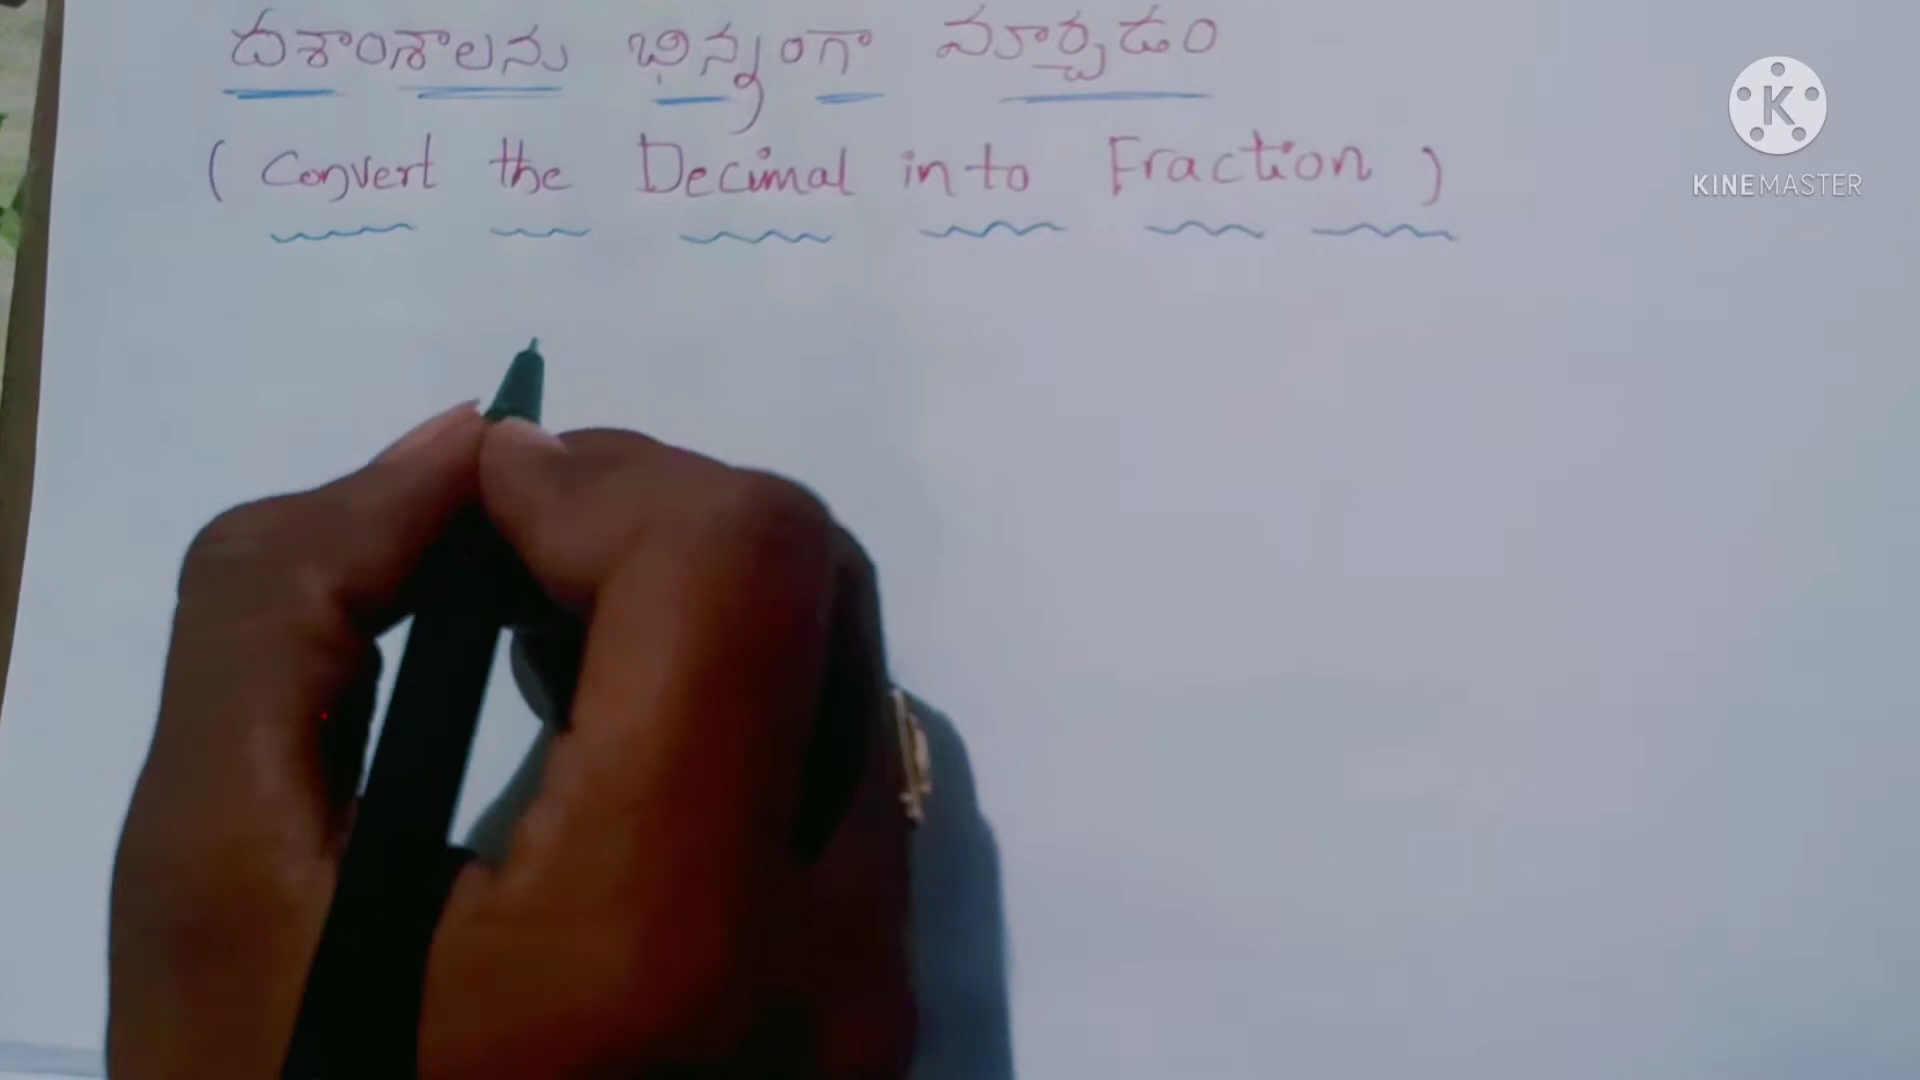 దశాంశాలను భిన్నంగా మార్చడం
( Convert the Decimal into Fraction )
KINEMASTER